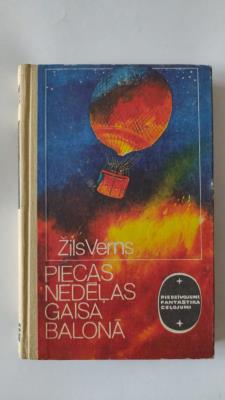 Žils Verns
PIECAS
NEDĒĻAS
GAISA
BALONĀ
PIEDZĪVOJUMI
FANTASTIKA
CEĻOJUMI